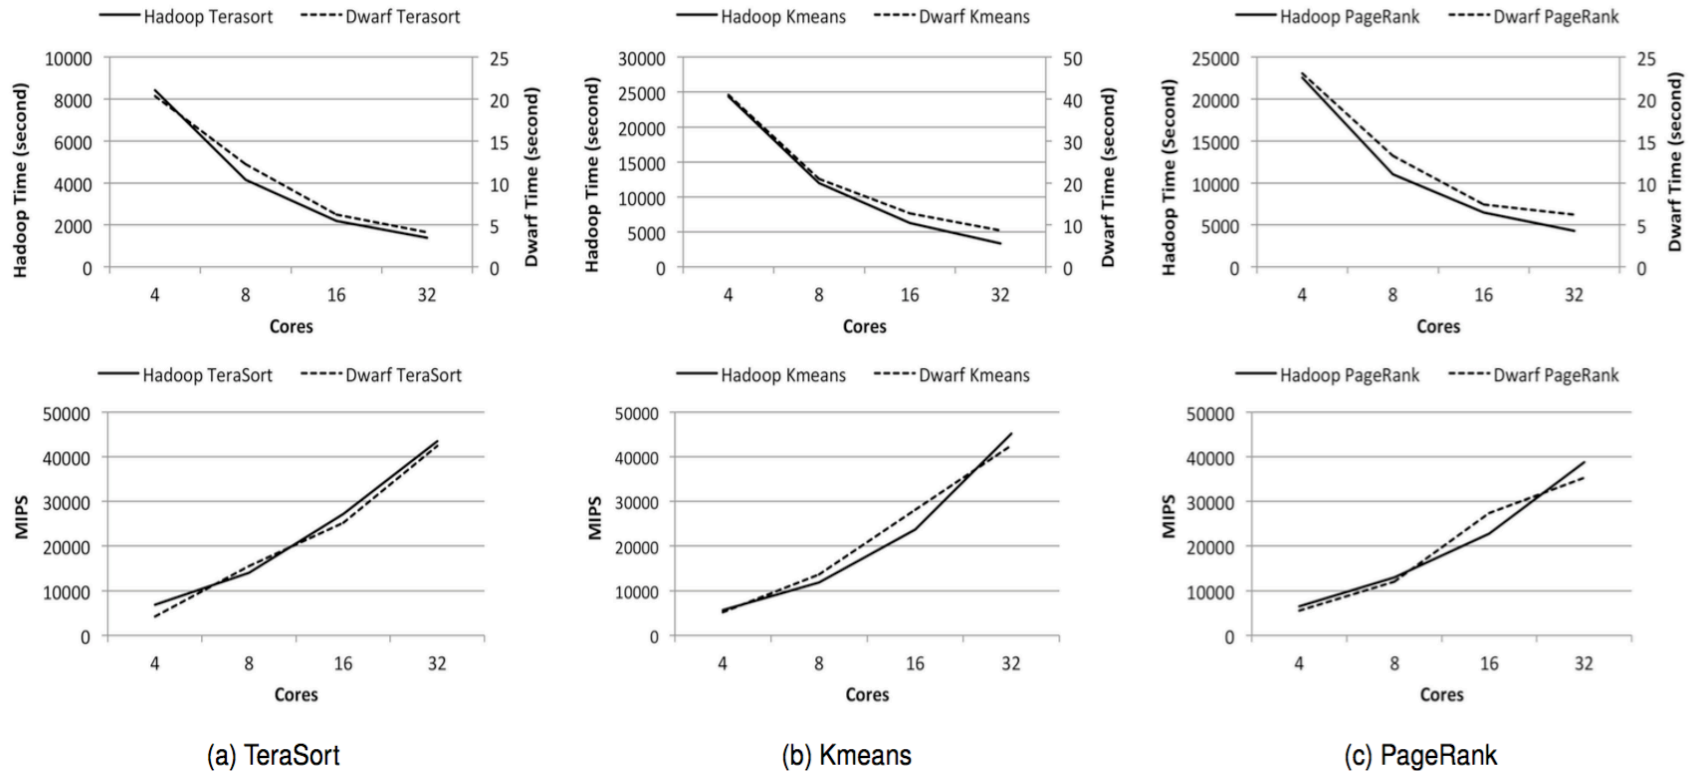 Hadoop Terasort Dwarf Terasort
10000 25
8000 20
6000 15
4000 10
2000 5
0 0
Hadoop Time (second)
Dwarf Time (second)
4 8 16 32
Cores
Hadoop Kmeans Dwarf Kmeans
30000 50
25000
40
20000
30
15000
20
10000
10
5000
0 0
Hadoop Time (second)
Dwarf Time (second)
4 8 16 32
Cores
Hadoop PageRank Dwarf PageRank
25000 25
20000 20
15000 15
10000 10
5000 5
0 0
Hadoop Time (Second)
Dwarf Time (second)
4 8 16 32
Cores
Hadoop TeraSort Dwarf TeraSort
50000
40000
30000
20000
10000
0
MIPS
4 8 16 32
Cores
(a) TeraSort
Hadoop Kmeans Dwarf Kmeans
50000
40000
30000
20000
10000
0
MIPS
4 8 16 32
Cores
(b) Kmeans
Hadoop PageRank Dwarf PageRank
50000
40000
30000
20000
10000
0
MIPS
4 8 16 32
Cores
(c) PageRank